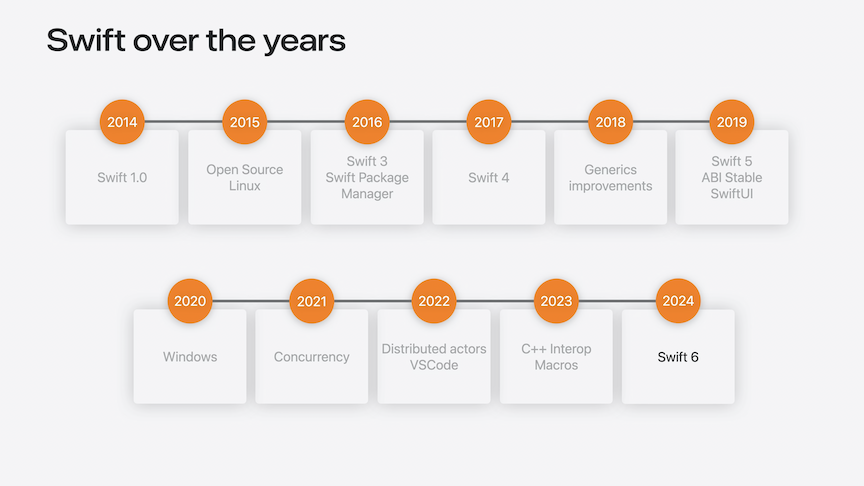 Swift over the years
2014
Swift 1.0
2015
Open Source
Linux
2016
Swift 3
Swift Package
Manager
2017
Swift 4
2018
Generics
improvements
2019
Swift 5
ABI Stable
SwiftUI
2020
Windows
2021
Concurrency
2022
Distributed actors
VSCode
2023
C++ Interop
Macros
2024
Swift 6